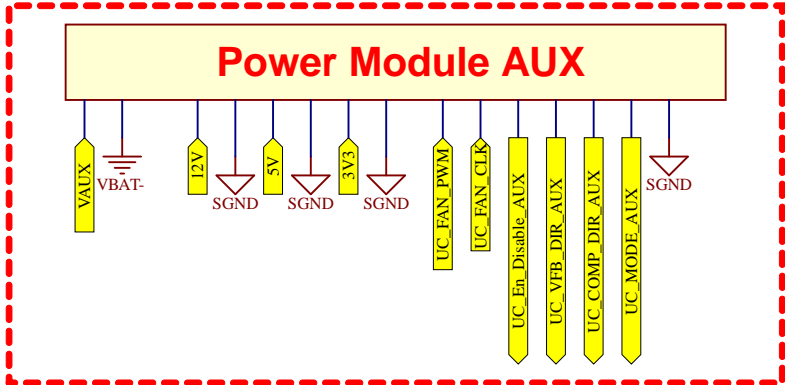 Power Module AUX
VAUX
VBAT-
12V
SGND
5V
SGND
3V3
SGND
UC_FAN_PWM
UC_FAN_CLK
UC_En_Disable_AUX
UC_VFB_DIR_AUX
UC_COMP_DIR_AUX
UC_MODE_AUX
SGND